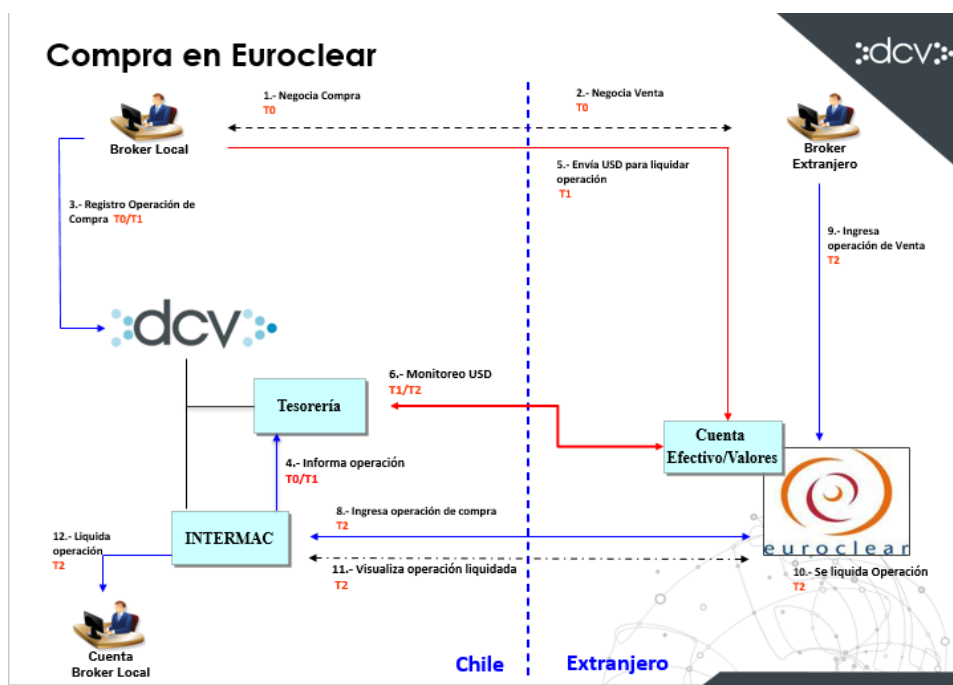 Compra en Euroclear
dcv
1.- Negocia Compra
T0
2.- Negocia Venta
T0
Broker Local
Broker
Extranjero
5.- Envía USD para liquidar
operación
T1
3.- Registro Operación de
Compra T0/T1
9.- Ingresa
operación de Venta
T2
dcv
6.- Monitoreo USD
T1/T2
Tesorería
Cuenta
Efectivo/Valores
4.- Informa operación
T0/T1
8.- Ingresa operación de compra
T2
INTERMAC
12.- Liquida
operación
T2
euroclear
11.- Visualiza operación liquidada
T2
10.- Se liquida Operación
T2
Cuenta
Broker Local
Chile
Extranjero